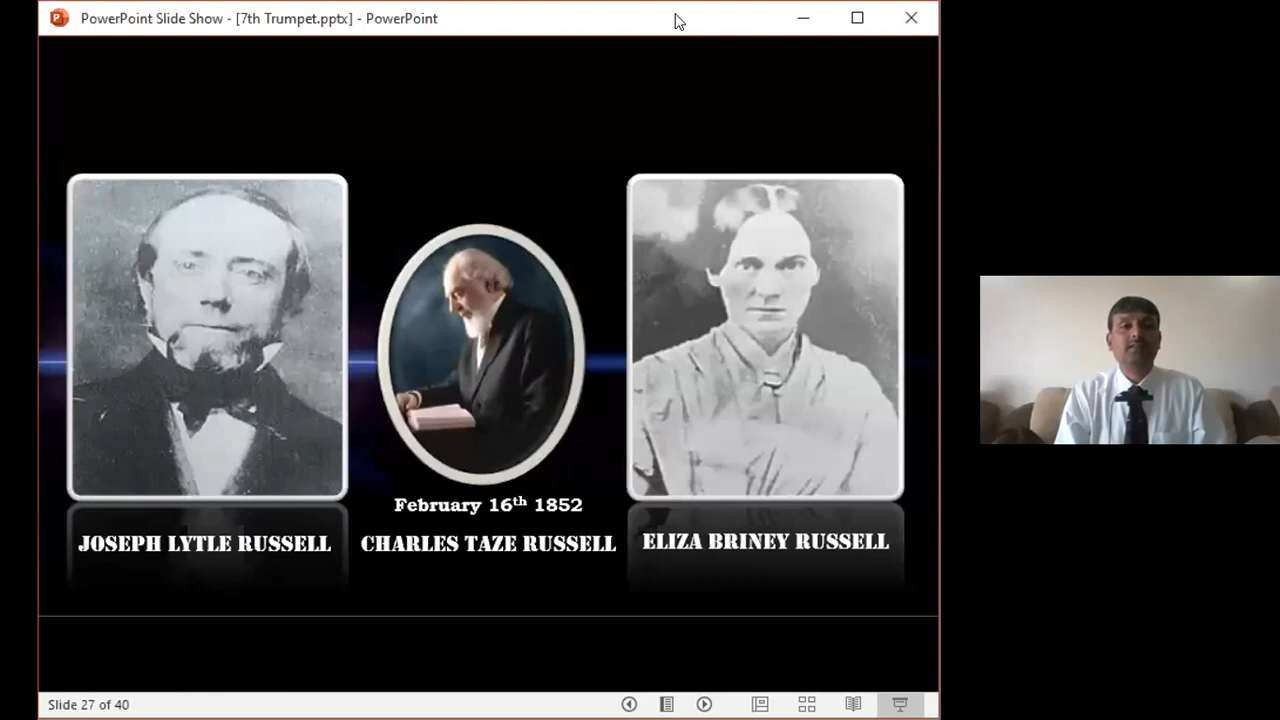 PowerPoint Slide Show - [7th Trumpet.pptx] - PowerPoint
February 16th 1852
JOSEPH LYTLE RUSSELL
CHARLES TAZE RUSSELL
ELIZA BRINEY RUSSELL
Slide 27 of 40